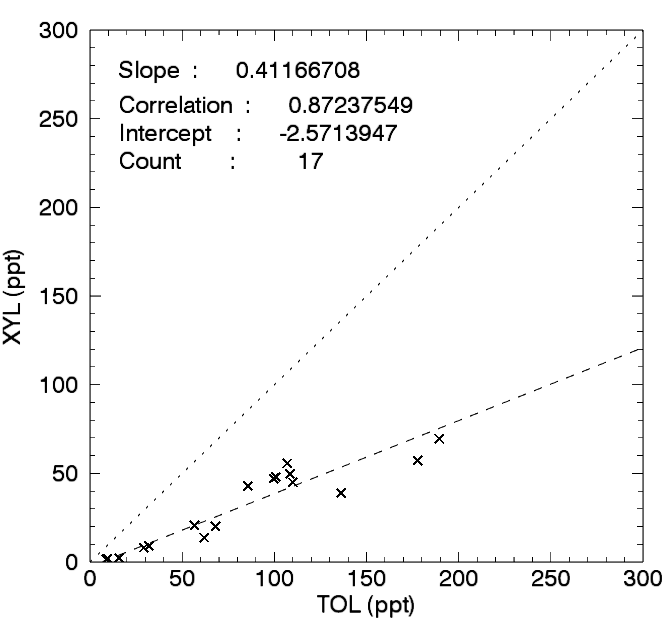 300
Slope : 0.41166708
Correlation : 0.87237549
Intercept : -2.5713947
Count : 17
250
200
XYL (ppt)
150
100
50
0
0 50 100 150 200 250 300
TOL (ppt)